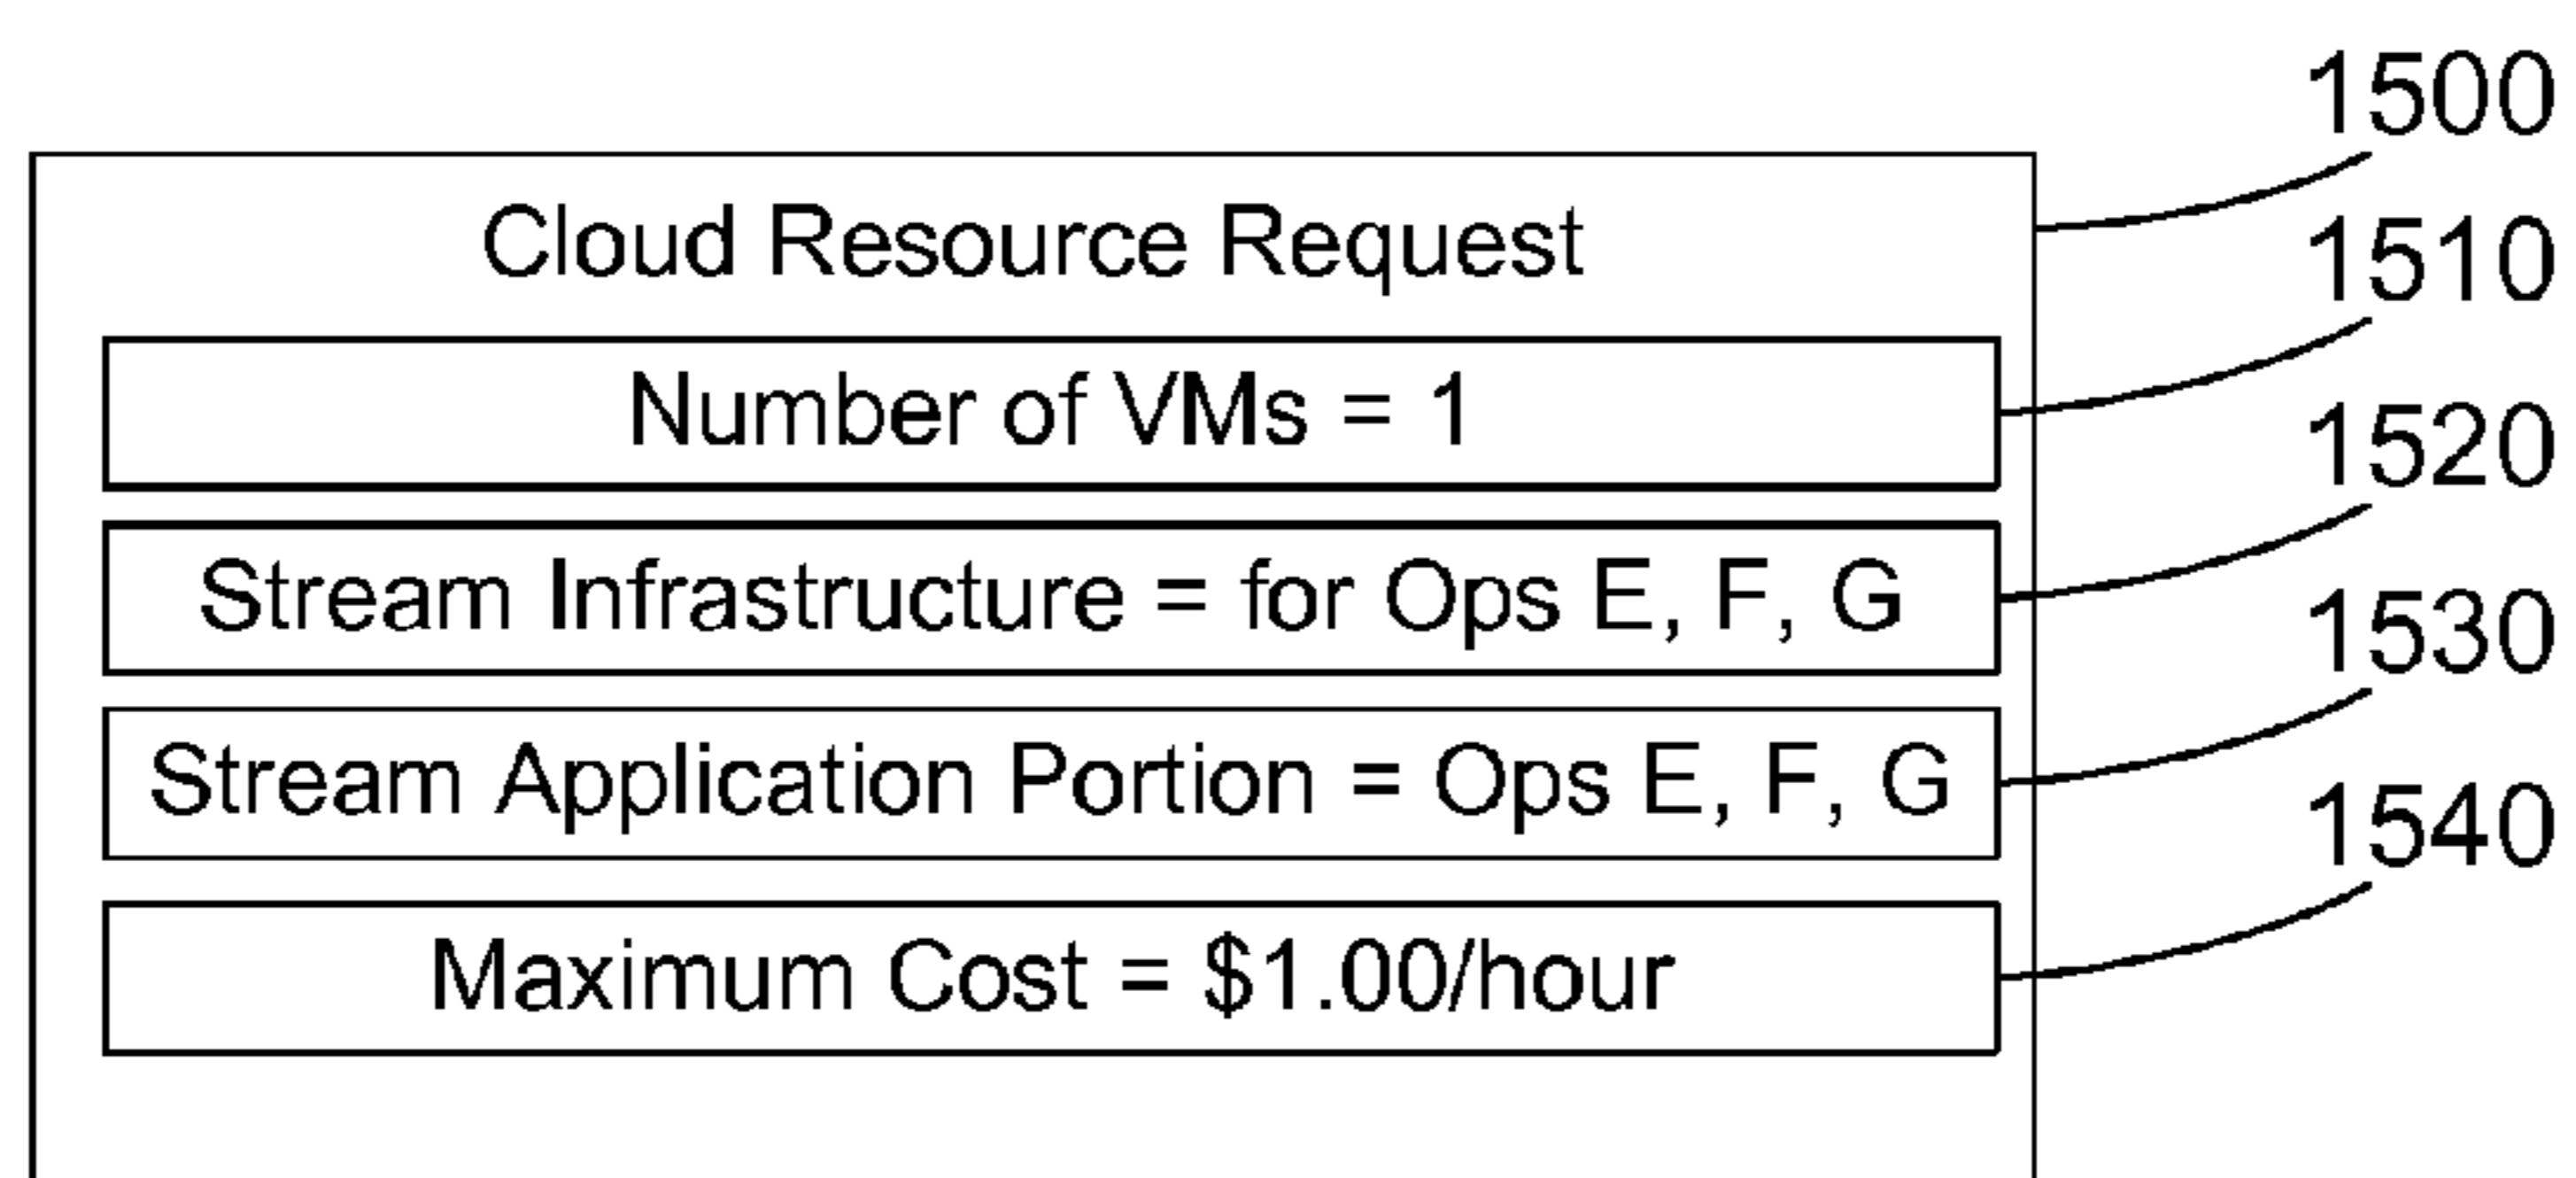 1500
Cloud Resource Request
1510
Number of VMs = 1
1520
Stream Infrastructure = for Ops E, F, G
1530
Stream Application Portion = Ops E, F, G
1540
Maximum Cost = $1.00/hour